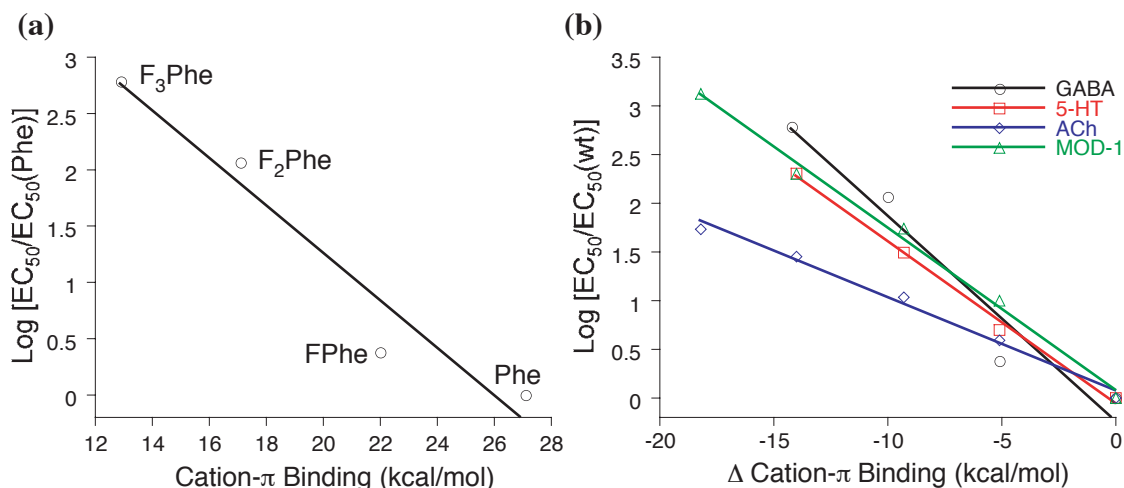 (a)
Log [EC50/EC50(Phe)]
3
2.5
2
1.5
1
0.5
0
F3Phe
F2Phe
FPhe
Phe
12 14 16 18 20 22 24 26 28
Cation-π Binding (kcal/mol)
(b)
Log [EC50/EC50(wt)]
3.5
3
2.5
2
1.5
1
0.5
0
GABA
5-HT
ACh
MOD-1
-20 -15 -10 -5 0
Δ Cation-π Binding (kcal/mol)